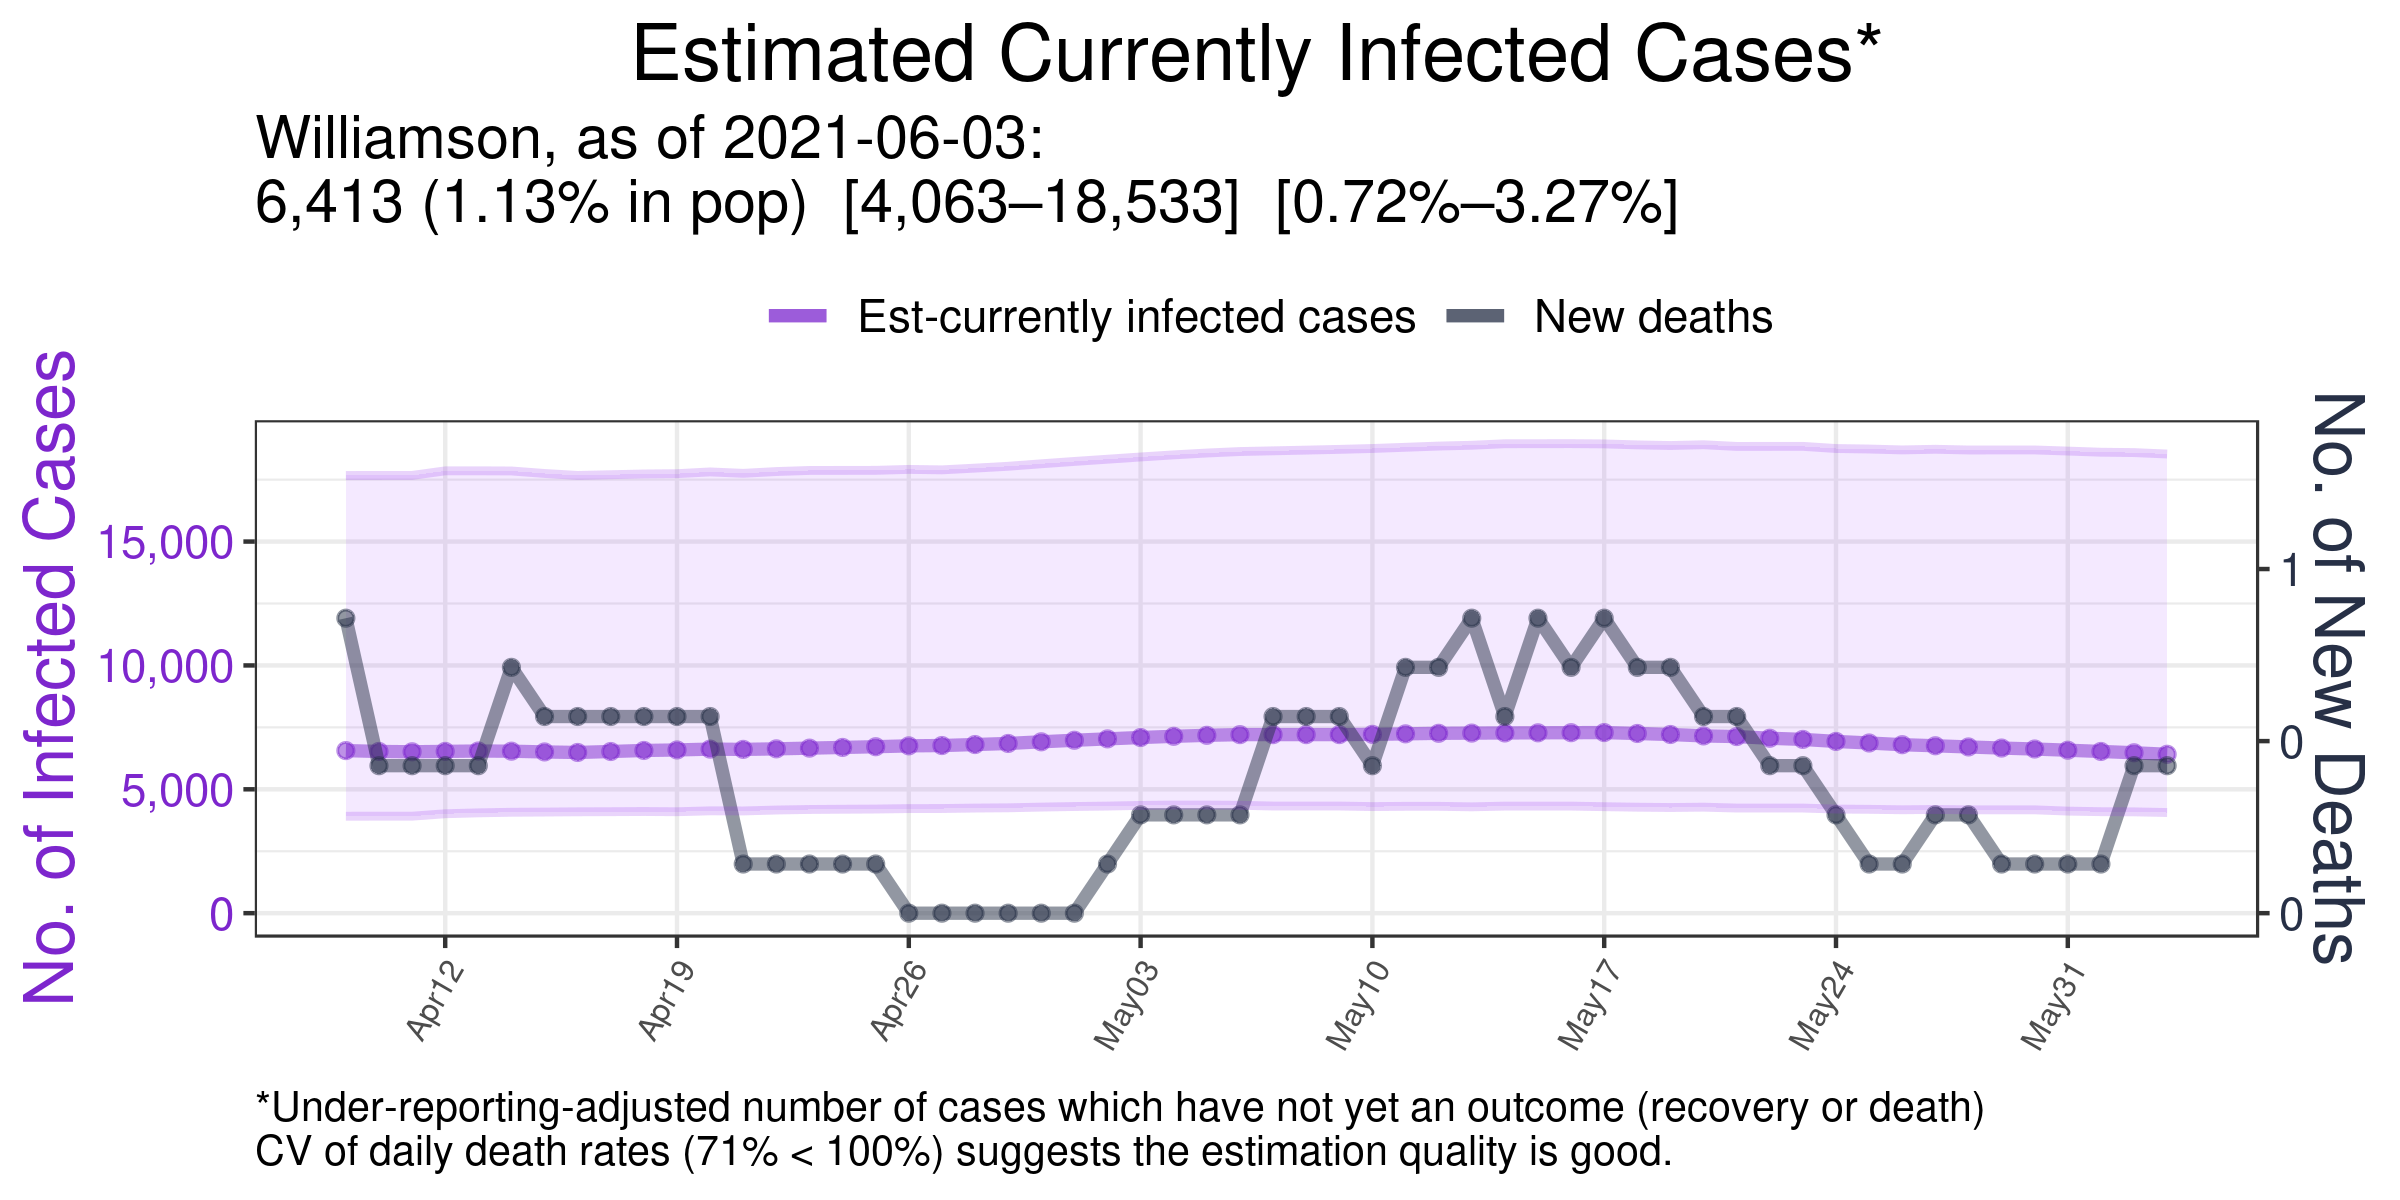 Estimated Currently Infected Cases*
Williamson, as of 2021-06-03:
6,413 (1.13% in pop) [4,063–18,533] [0.72%–3.27%]
Est-currently infected cases
New deaths
No. of Infected Cases
15,000
10,000
5,000
0
1
0
0
No. of New Deaths
Apr12
Apr19
Apr26
May03
May10
May17
May24
May31
*Under-reporting-adjusted number of cases which have not yet an outcome (recovery or death)
CV of daily death rates (71% < 100%) suggests the estimation quality is good.